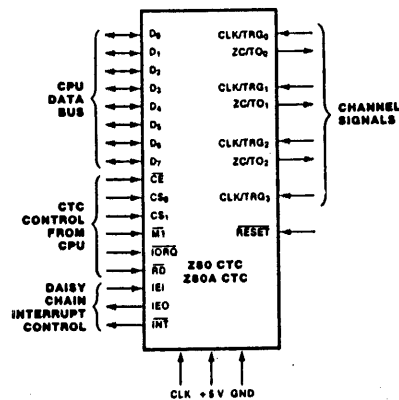 CPU
DATA
BUS
D0
D1
D2
D3
D4
D5
D6
D7
CTC
CONTROL
FROM
CPU
CE
CS0
CS1
M1
IORQ
RD
DAISY
CHAIN
INTERRUPT
CONTROL
IEI
IEO
INT
CLK/TRG0
ZC/TO0
CLK/TRG1
ZC/TO1
CLK/TRG2
ZC/TO2
CLK/TRG3
CHANNEL
SIGNALS
RESET
Z80 CTC
Z80A CTC
CLK +5 V GND